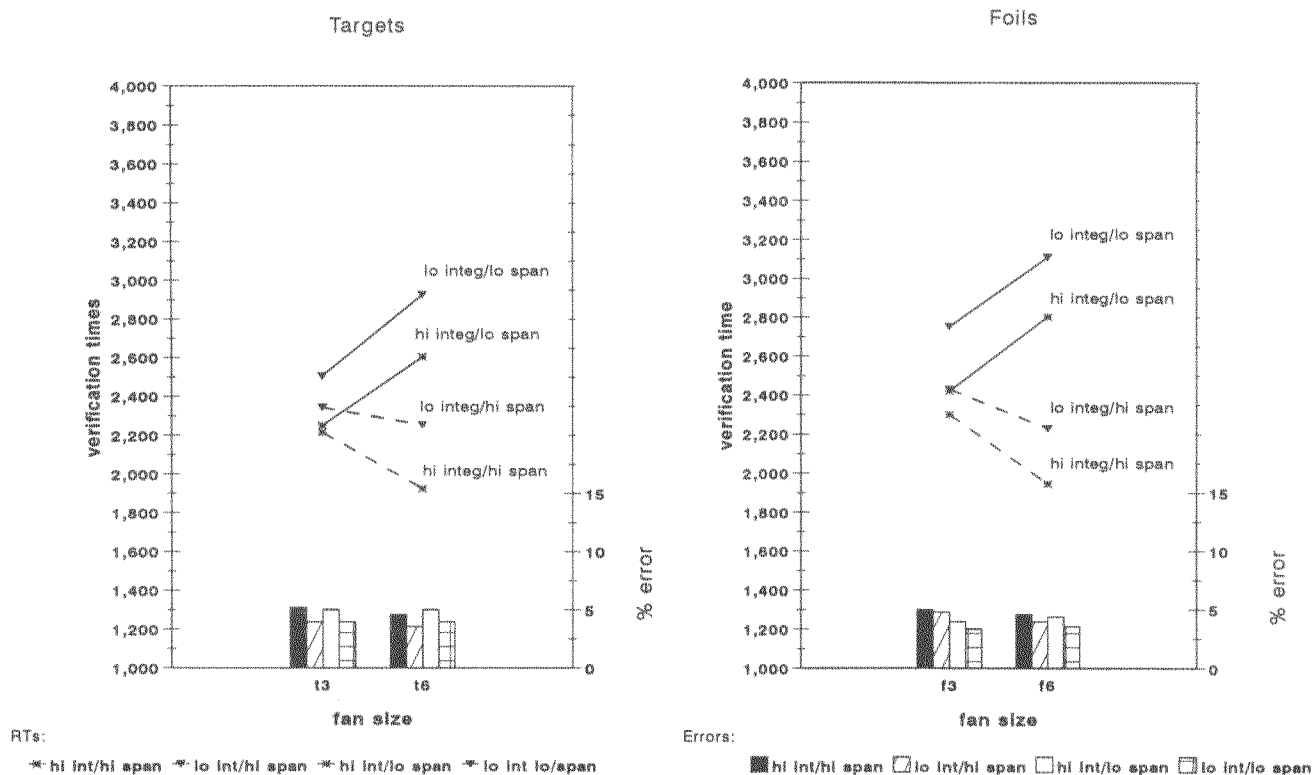 Targets
4,000
3,800
3,600
3,400
3,200
3,000
2,800
2,600
2,400
2,200
2,000
1,800
1,600
1,400
1,200
1,000
verification times
lo integ/lo span
hi integ/lo span
lo integ/hi span
hi integ/hi span
15
10
5
0
% error
t3 t6
fan size
RTs:
hi int/hi span lo int/hi span hi int/lo span lo int lo/span
Foils
4,000
3,800
3,600
3,400
3,200
3,000
2,800
2,600
2,400
2,200
2,000
1,800
1,600
1,400
1,200
1,000
verification time
lo integ/lo span
hi integ/lo span
lo integ/hi span
hi integ/hi span
15
10
5
0
% error
f3 f6
fan size
Errors:
hi int/hi span lo int/hi span hi int/lo span lo int/lo span